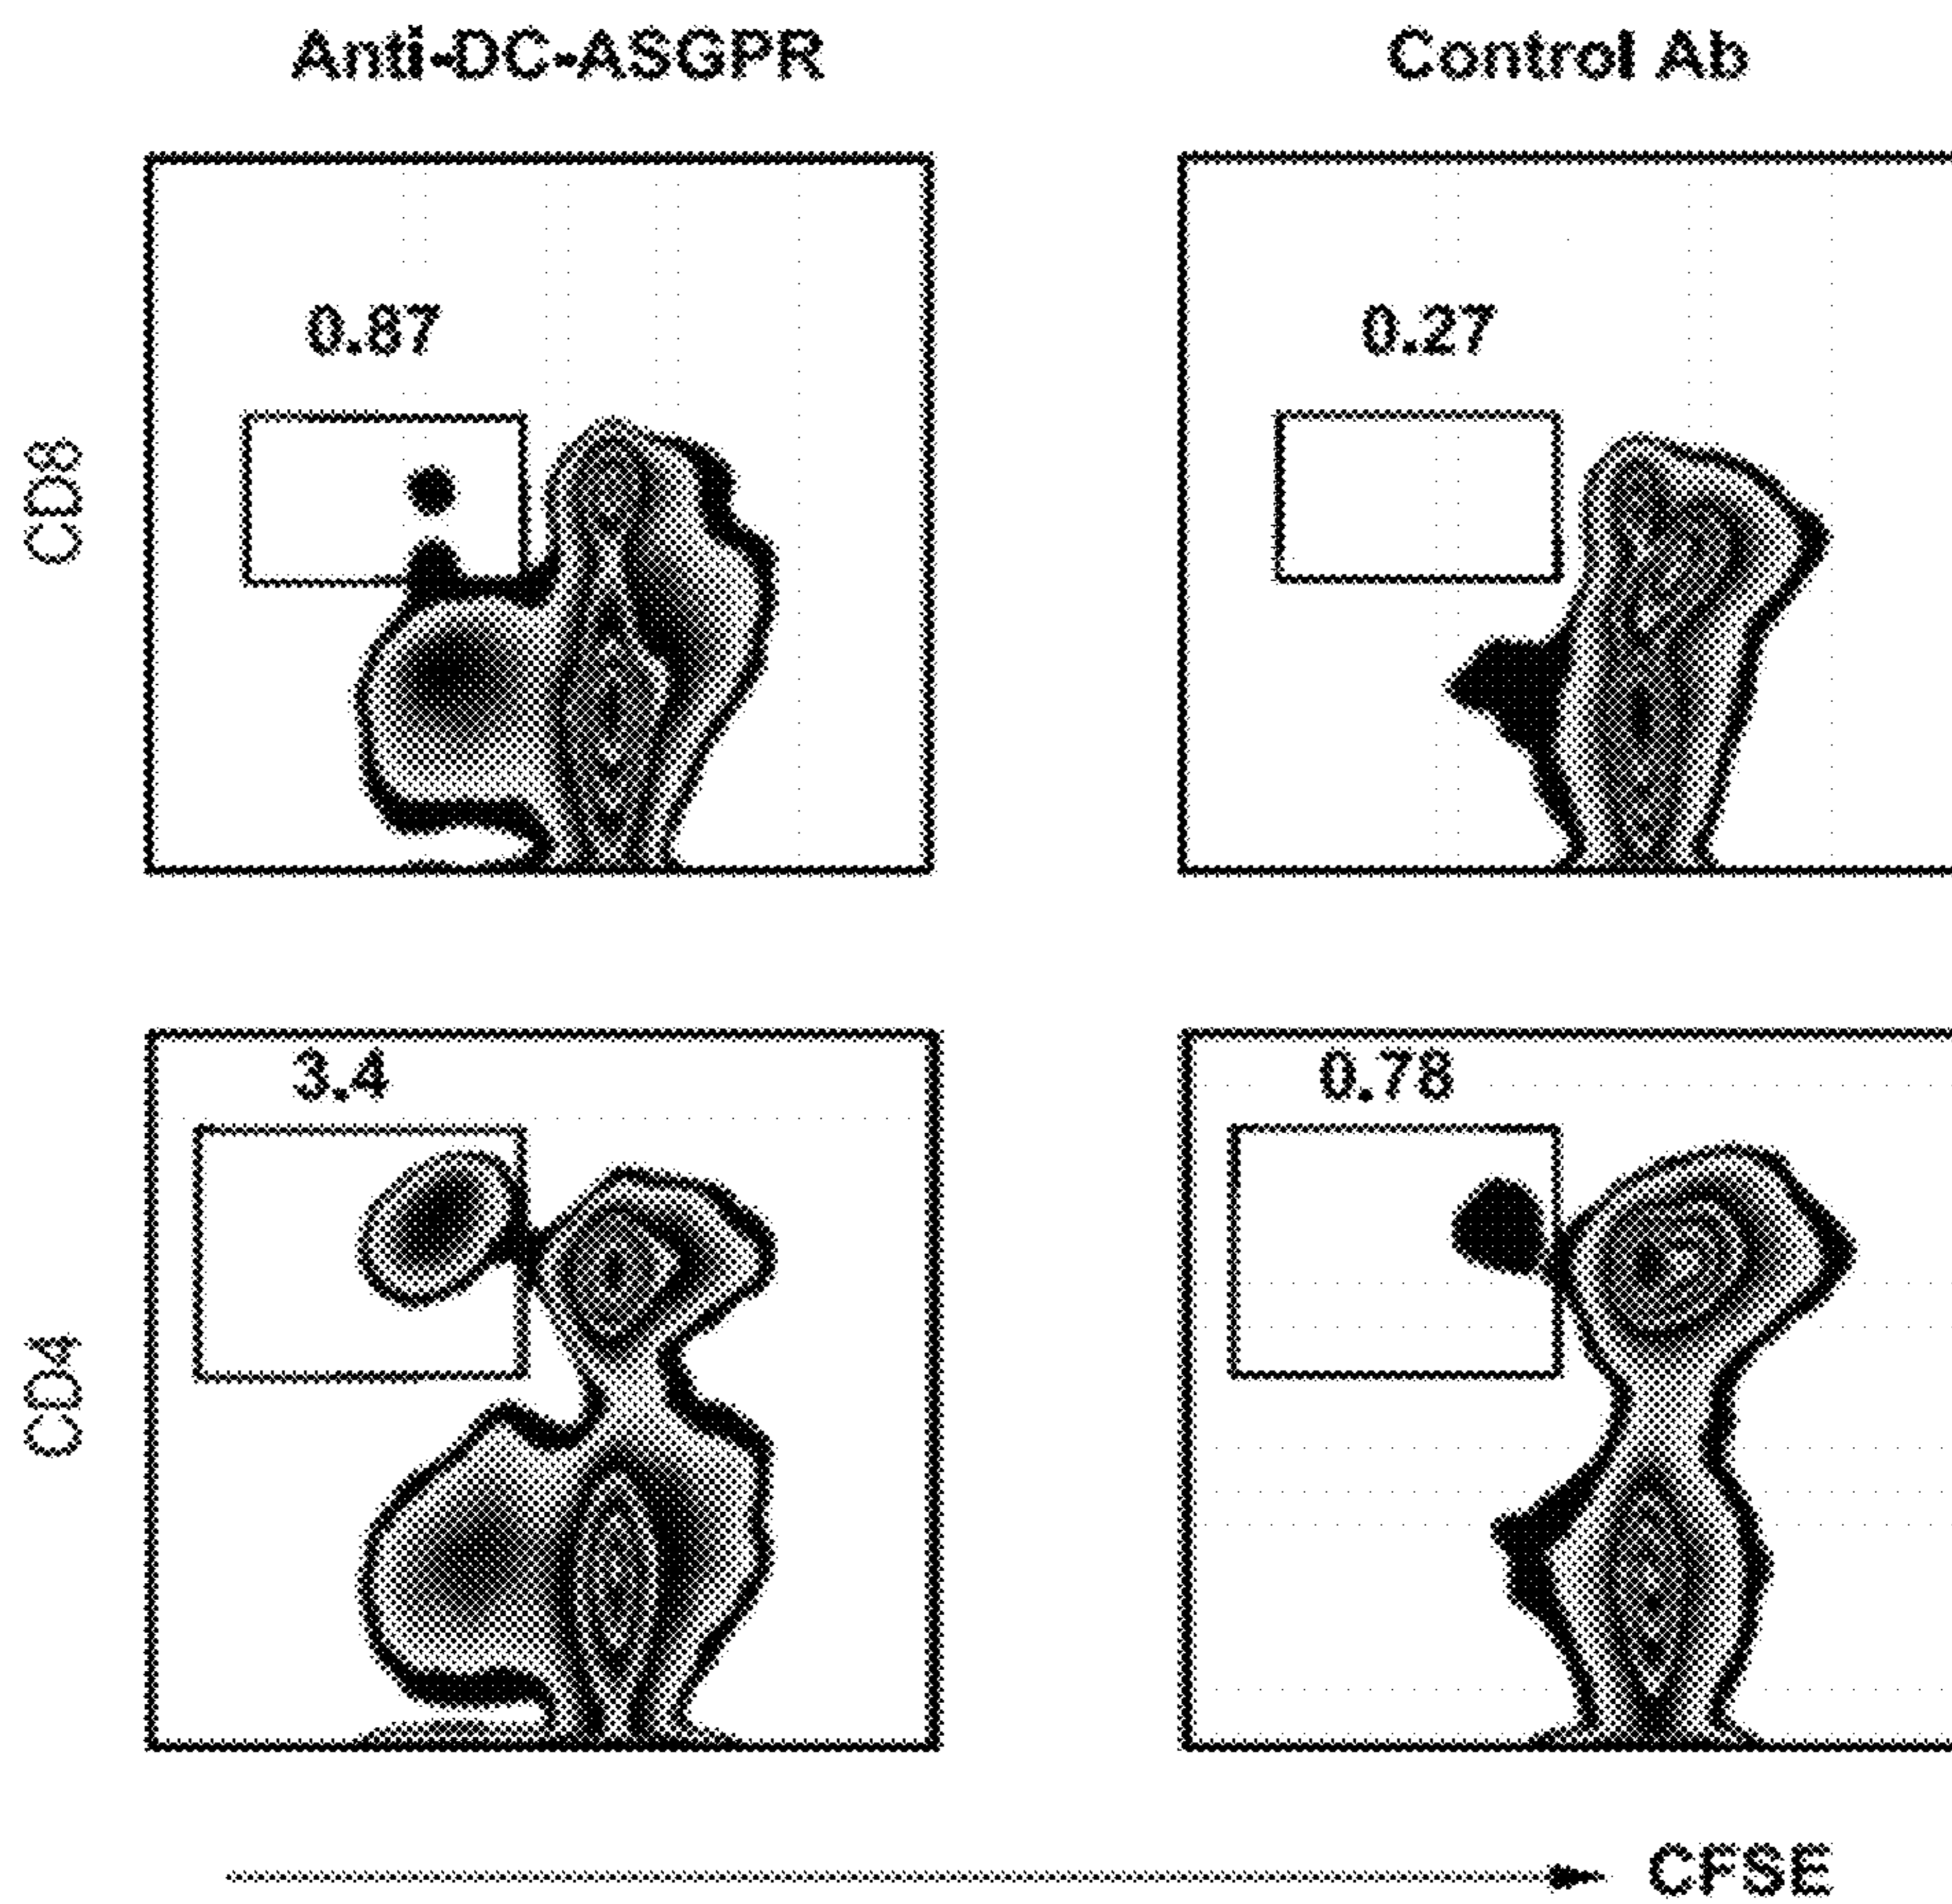 Anti-DC-ASGPR Control Ab
CD8
0.87 0.27
CD4
3.4 0.78
CFSE